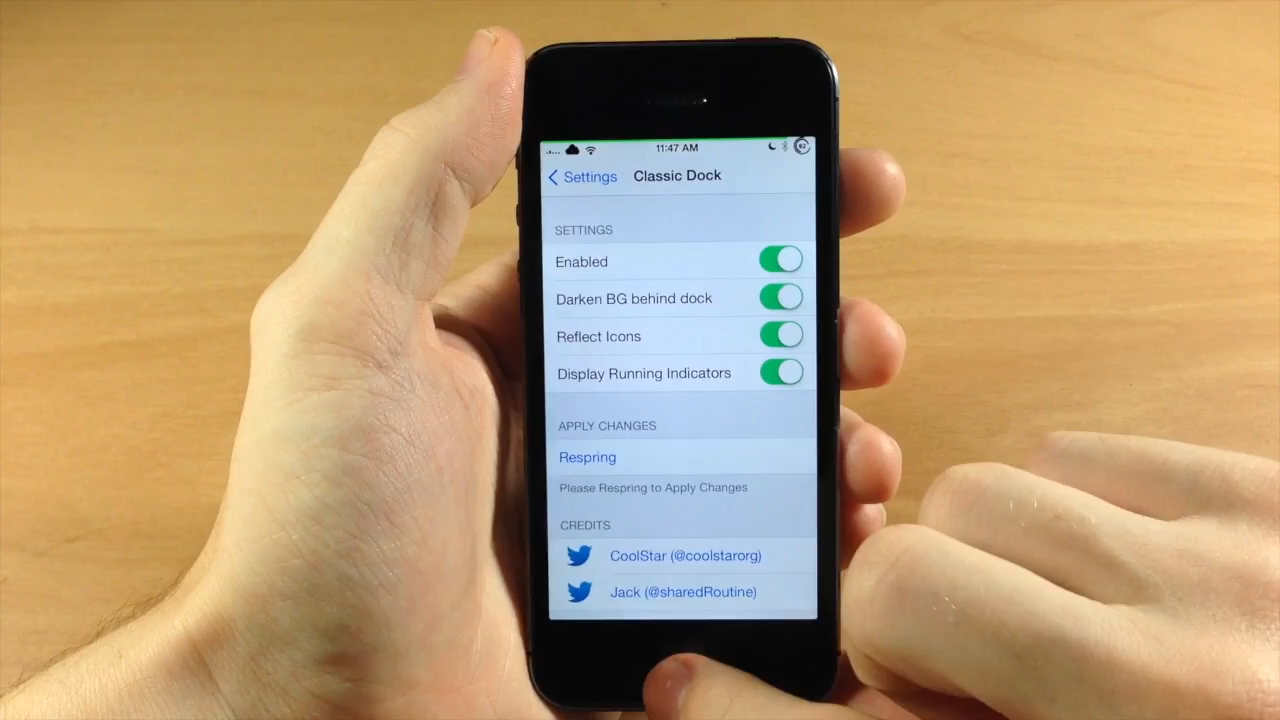 11:47 AM
92
Settings
Classic Dock
SETTINGS
Enabled
Darken BG behind dock
Reflect Icons
Display Running Indicators
APPLY CHANGES
Respring
Please Respring to Apply Changes
CREDITS
CoolStar (@coolstarorg)
Jack (@sharedRoutine)